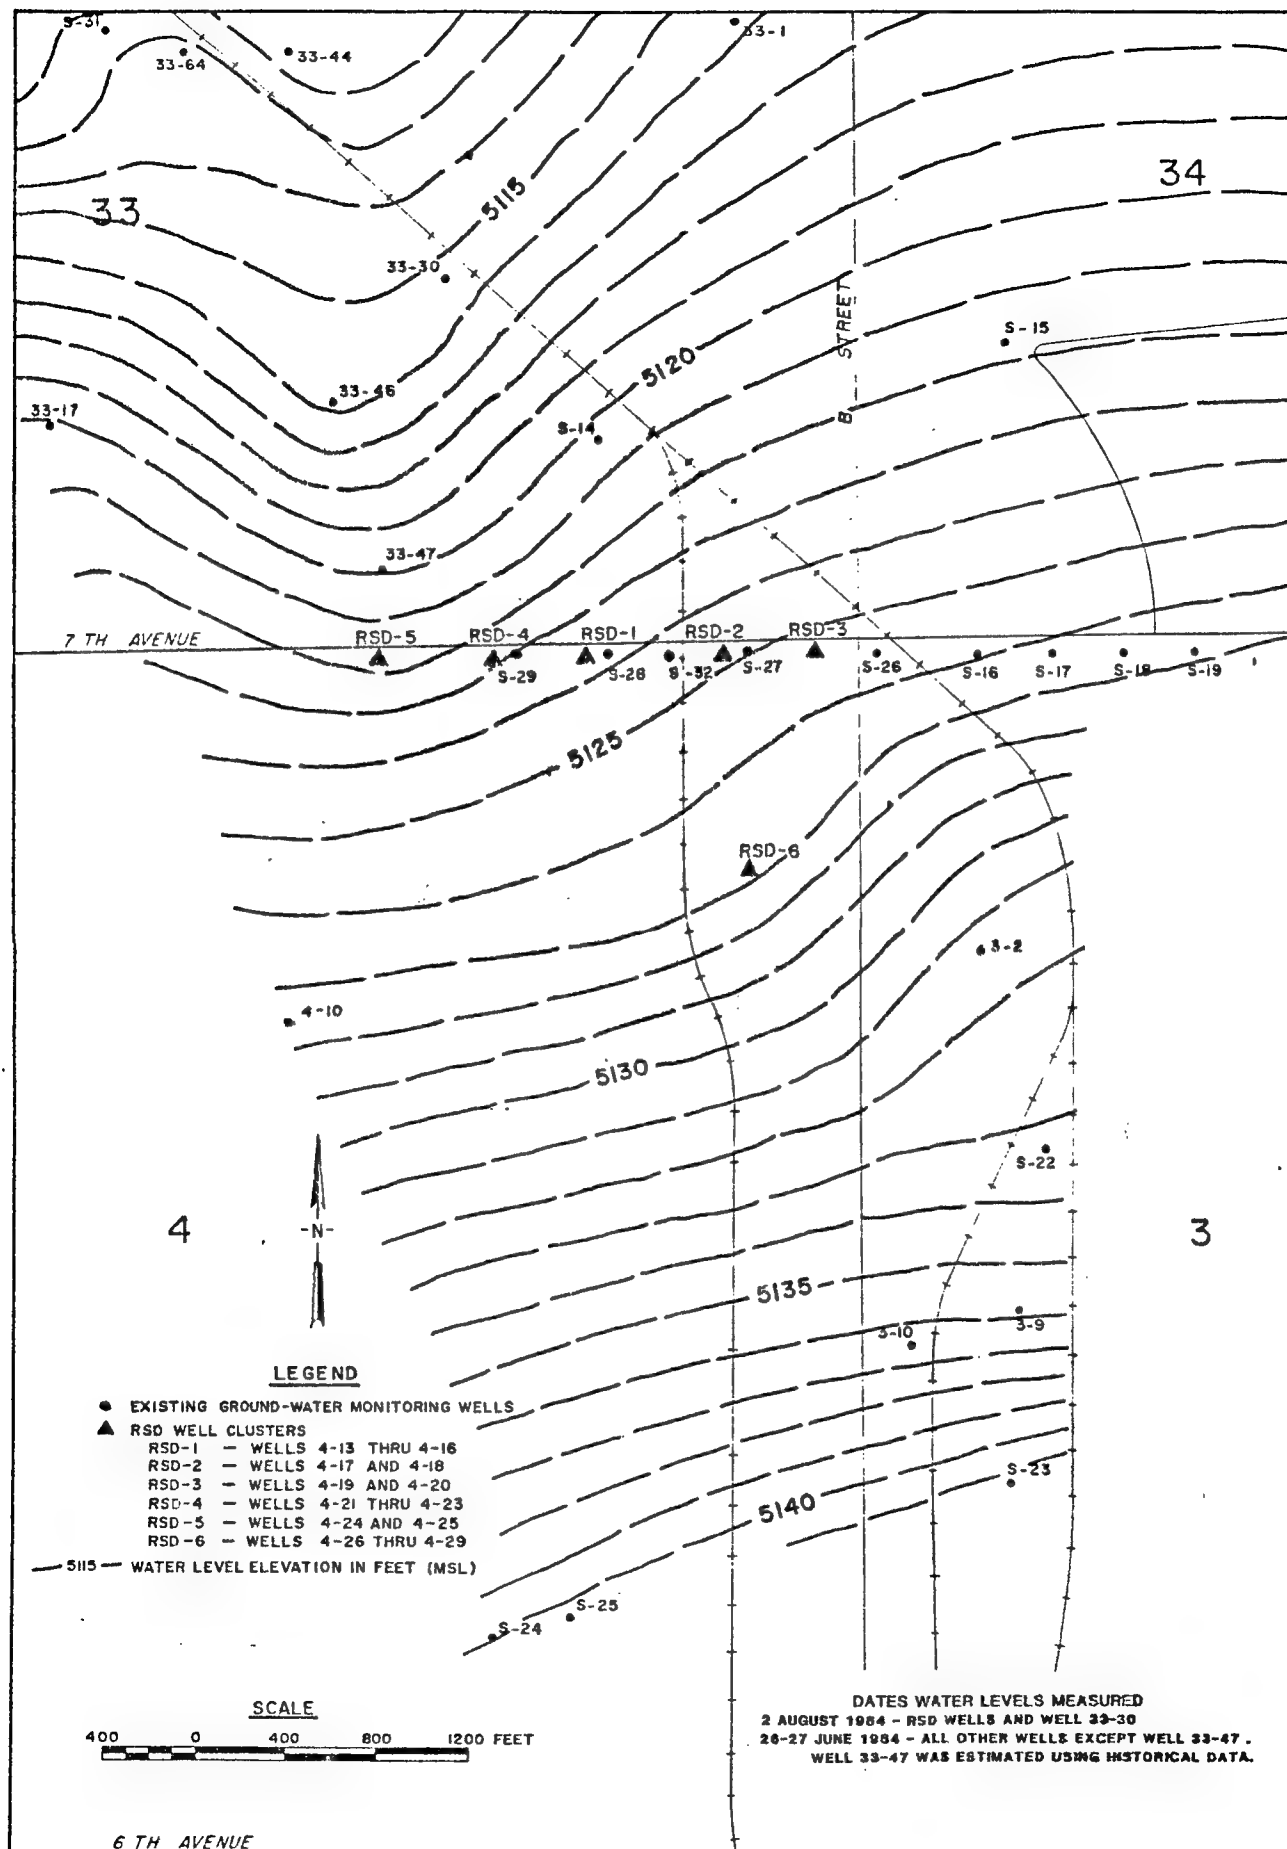 S-31
33-64
33-44
33-1
33
34
5115
33-30
STREET
B
S-15
5120
33-46
33-17
S-14
33-47
7 TH AVENUE
RSD-5
RSD-4
RSD-1
RSD-2
RSD-3
S-29
S-28
S-32
S-27
S-26
S-16
S-17
S-18
S-19
5125
RSD-6
3-2
4-10
5130
S-22
4
-N-
3
5135
3-10
3-9
S-23
5140
S-25
S-24
LEGEND
EXISTING GROUND-WATER MONITORING WELLS
RSD WELL CLUSTERS
RSD-1 — WELLS 4-13 THRU 4-16
RSD-2 — WELLS 4-17 AND 4-18
RSD-3 — WELLS 4-19 AND 4-20
RSD-4 — WELLS 4-21 THRU 4-23
RSD-5 — WELLS 4-24 AND 4-25
RSD-6 — WELLS 4-26 THRU 4-29
5115 WATER LEVEL ELEVATION IN FEET (MSL)
SCALE
400 0 400 800 1200 FEET
DATES WATER LEVELS MEASURED
2 AUGUST 1984 - RSD WELLS AND WELL 33-30
26-27 JUNE 1984 - ALL OTHER WELLS EXCEPT WELL 33-47.
WELL 33-47 WAS ESTIMATED USING HISTORICAL DATA.
6 TH AVENUE